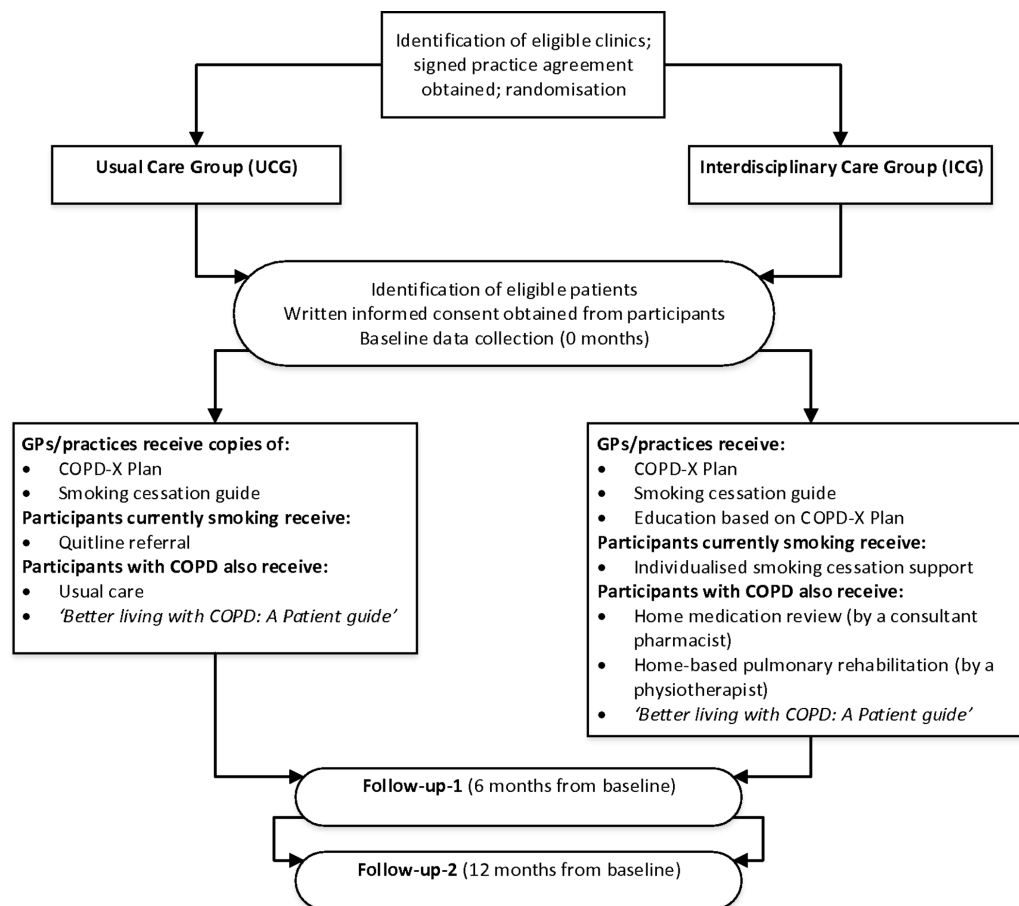 Identification of eligible clinics;
signed practice agreement
obtained; randomisation
Usual Care Group (UCG)
Interdisciplinary Care Group (ICG)
Identification of eligible patients
Written informed consent obtained from participants
Baseline data collection (0 months)
GPs/practices receive copies of:
• COPD-X Plan
• Smoking cessation guide
Participants currently smoking receive:
• Quitline referral
Participants with COPD also receive:
• Usual care
• ‘Better living with COPD: A Patient guide’
GPs/practices receive:
• COPD-X Plan
• Smoking cessation guide
• Education based on COPD-X Plan
Participants currently smoking receive:
• Individualised smoking cessation support
Participants with COPD also receive:
• Home medication review (by a consultant
pharmacist)
• Home-based pulmonary rehabilitation (by a
physiotherapist)
• ‘Better living with COPD: A Patient guide’
Follow-up-1 (6 months from baseline)
Follow-up-2 (12 months from baseline)